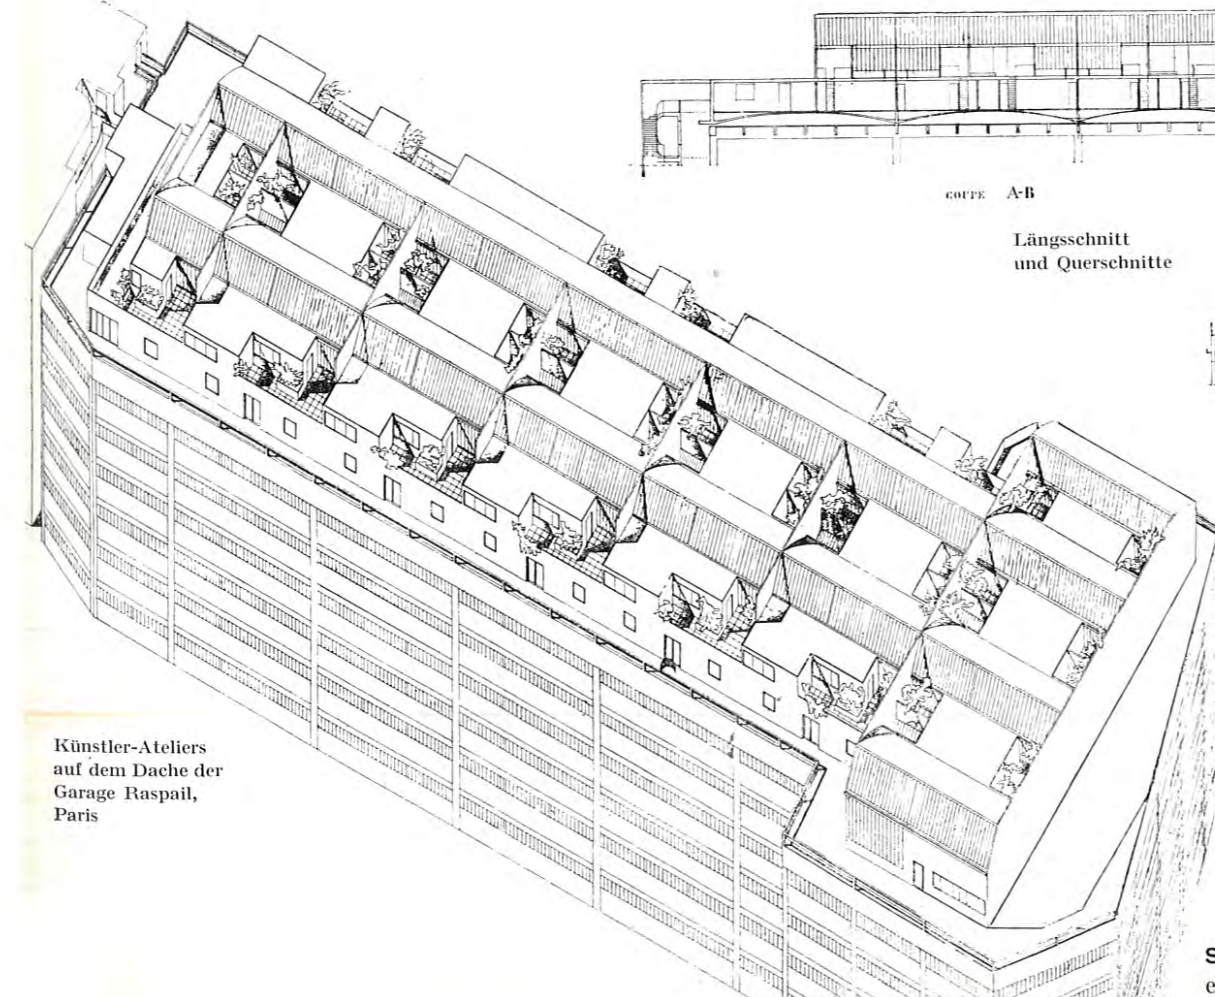 COUPE A-B
Längsschnitt
und Querschnitte
Künstler-Ateliers
auf dem Dache der
Garage Raspail,
Paris
S
e